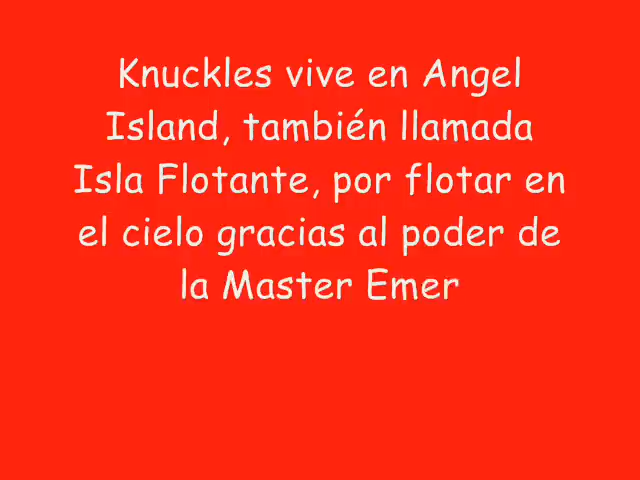 Knuckles vive en Angel
Island, también llamada
Isla Flotante, por flotar en
el cielo gracias al poder de
la Master Emer